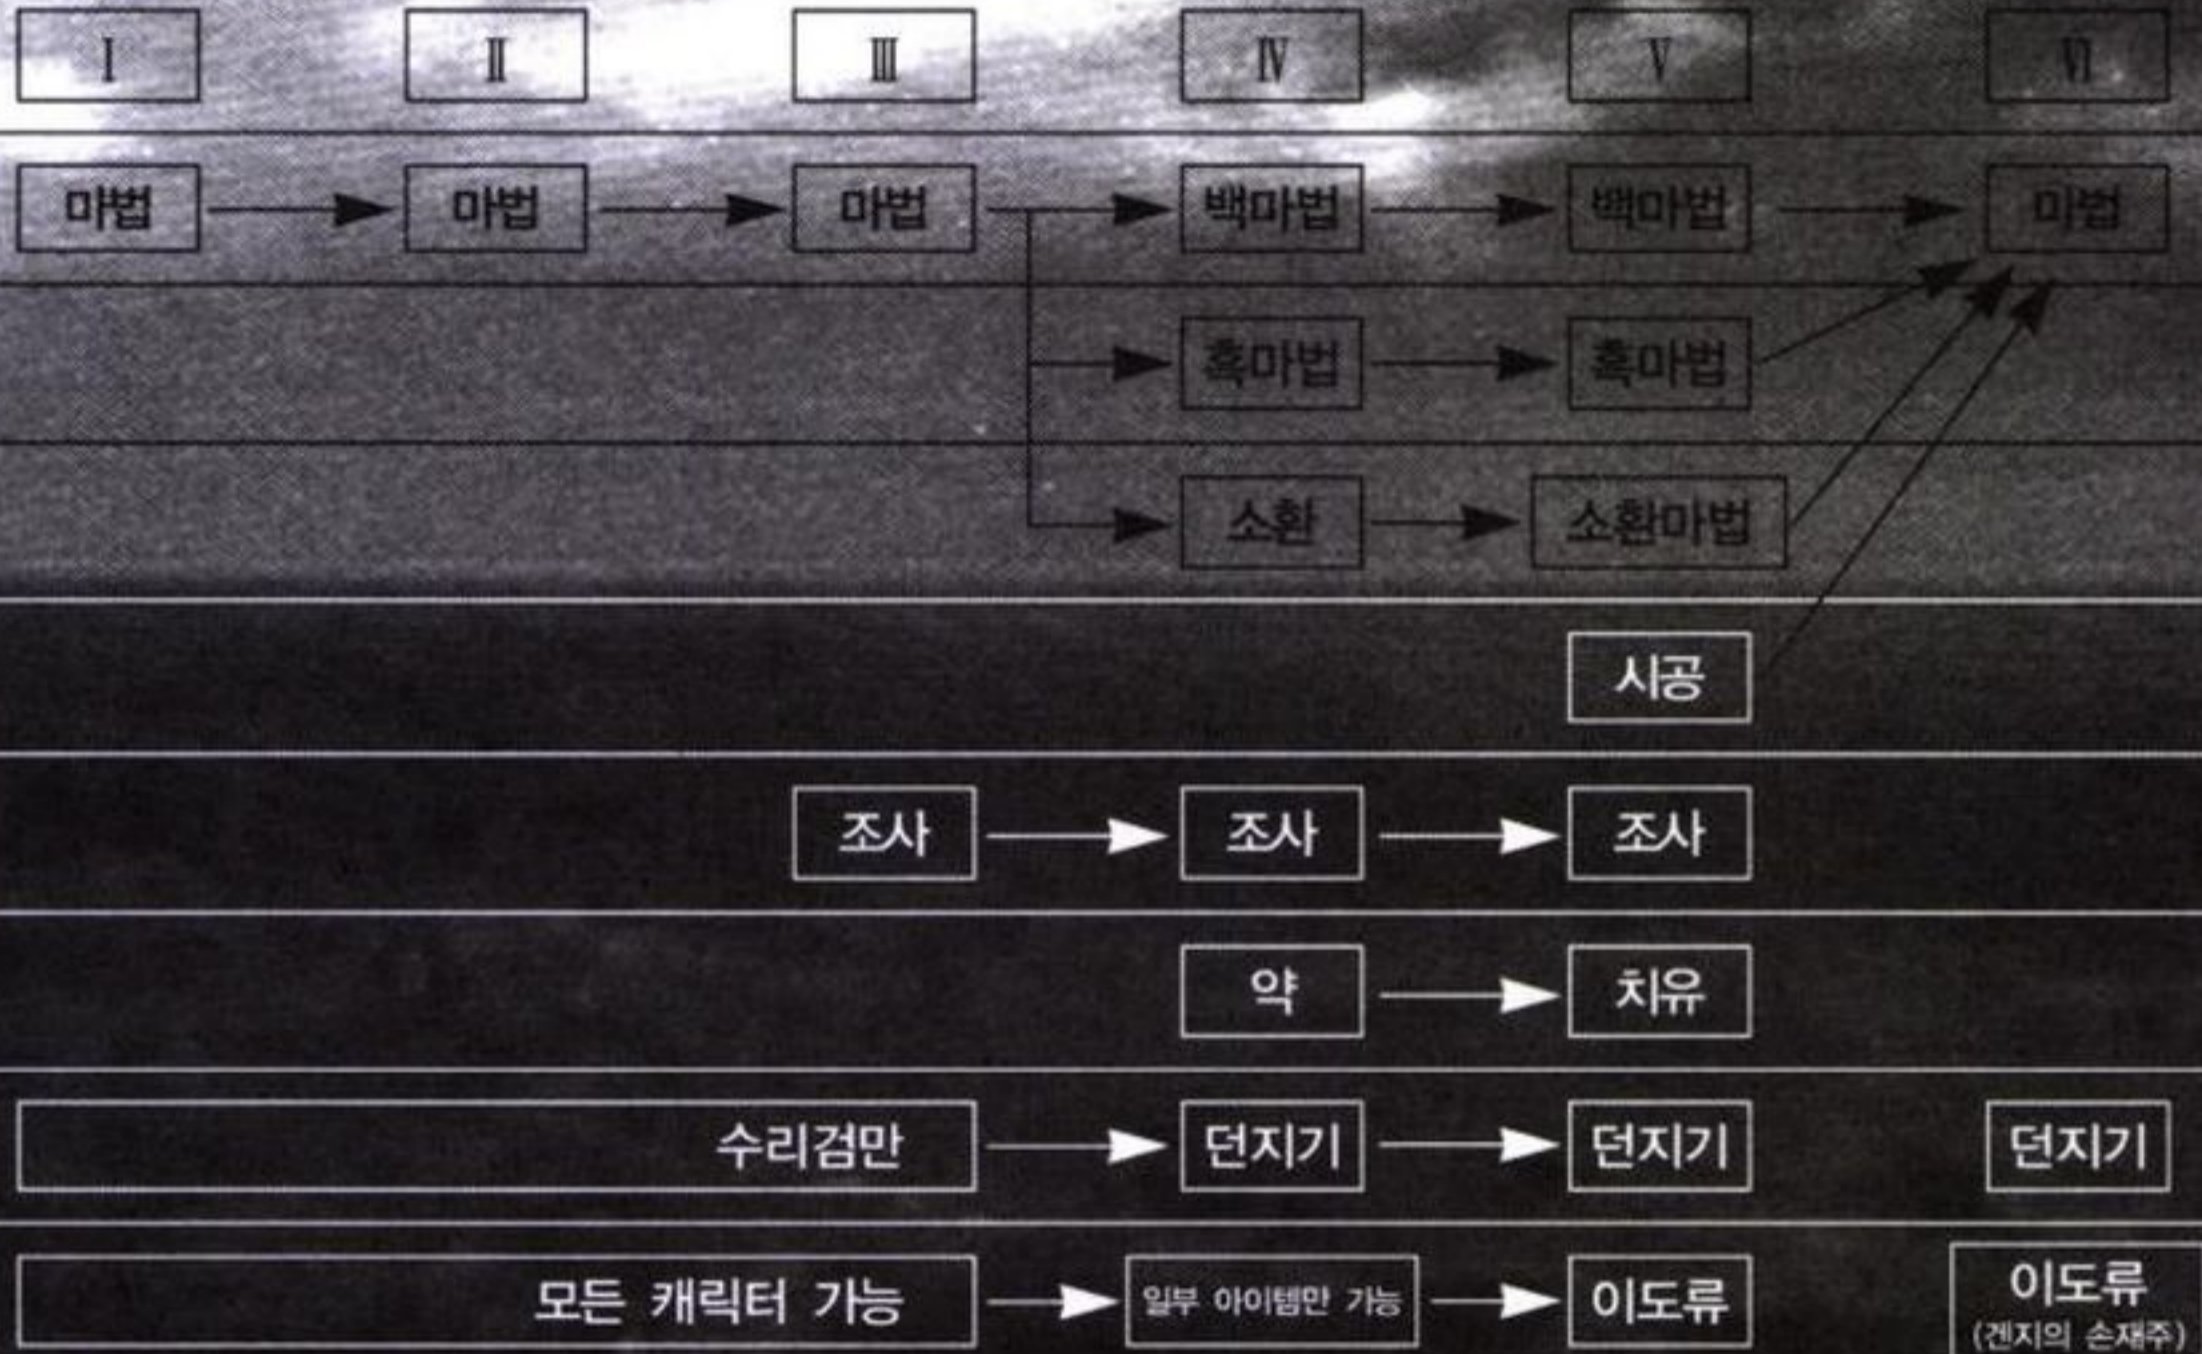 Ⅰ Ⅱ Ⅲ Ⅳ Ⅴ Ⅵ
마법 마법 마법 백마법 백마법 마법
흑마법 흑마법
소환 소환마법
시공
조사 조사 조사
약 치유
수리검만 던지기 던지기 던지기
모든 캐릭터 가능 일부 아이템만 가능 이도류 이도류
(겐지의 손재주)